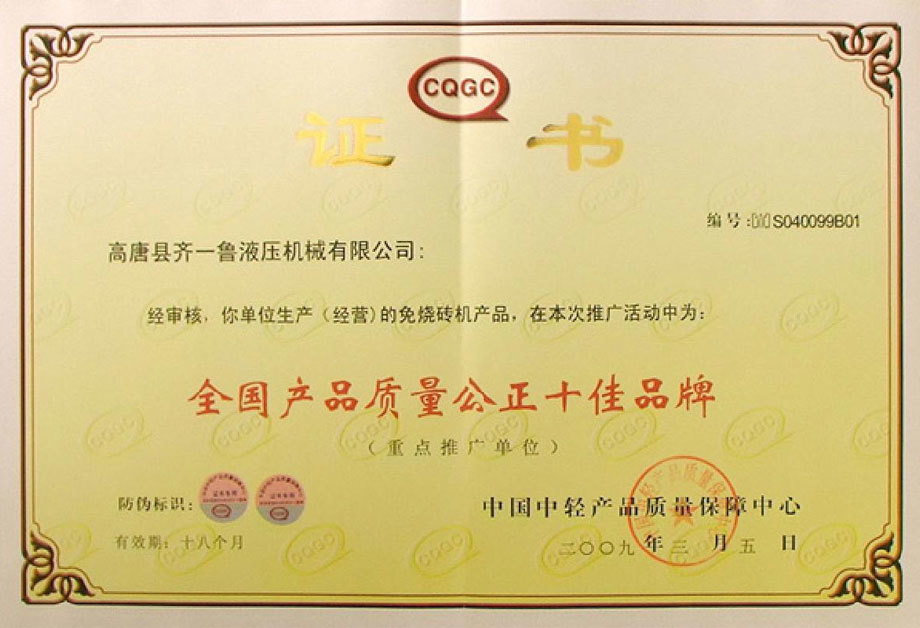 CQGC
证书
编号:S040099B01
高唐县齐一鲁液压机械有限公司:
经审核,你单位生产(经营)的免烧砖机产品,在本次推广活动中为:
全国产品质量公正十佳品牌
(重点推广单位)
防伪标识:
中国中轻产品质量保障中心
有效期:十八个月
二〇〇九年三月五日